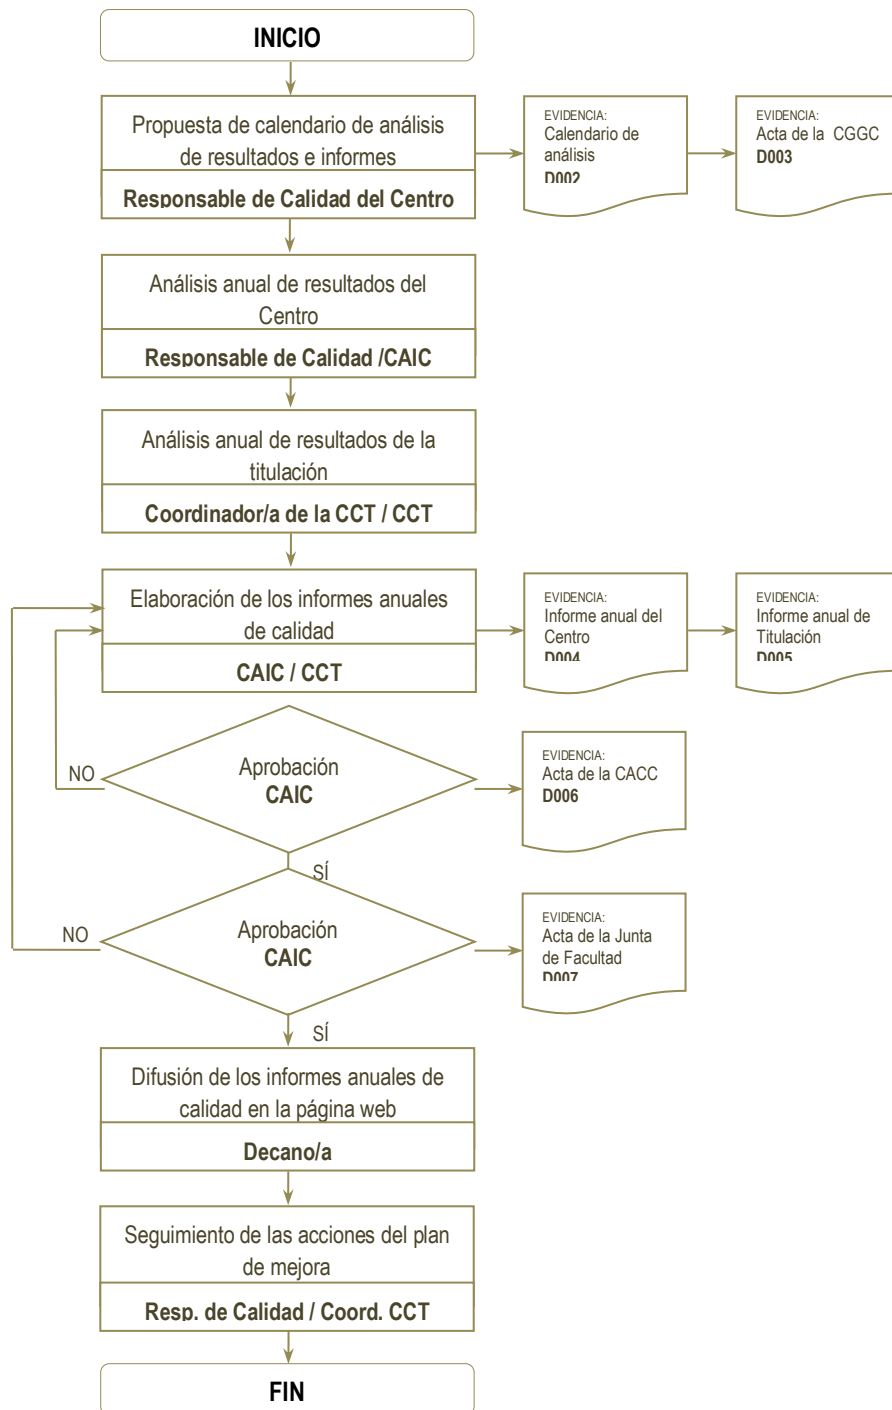 INICIO
Propuesta de calendario de análisis
de resultados e informes
Responsable de Calidad del Centro
EVIDENCIA:
Calendario de
análisis
D002
EVIDENCIA:
Acta de la CGGC
D003
Análisis anual de resultados del
Centro
Responsable de Calidad /CAIC
Análisis anual de resultados de la
titulación
Coordinador/a de la CCT / CCT
Elaboración de los informes anuales
de calidad
CAIC / CCT
EVIDENCIA:
Informe anual del
Centro
D004
EVIDENCIA:
Informe anual de
Titulación
D005
NO
Aprobación
CAIC
EVIDENCIA:
Acta de la CACC
D006
SÍ
NO
Aprobación
CAIC
EVIDENCIA:
Acta de la Junta
de Facultad
D007
SÍ
Difusión de los informes anuales de
calidad en la página web
Decano/a
Seguimiento de las acciones del plan
de mejora
Resp. de Calidad / Coord. CCT
FIN